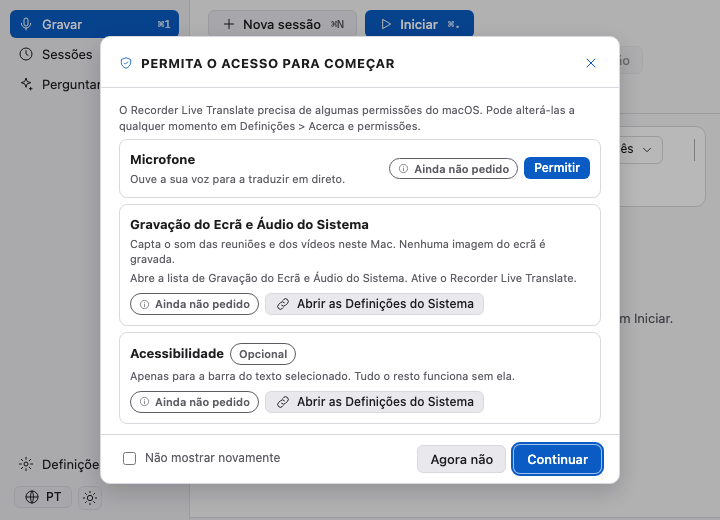 Gravar ⌘1
Nova sessão ⌘N
Iniciar
Sessões
Perguntar
PERMITA O ACESSO PARA COMEÇAR
O Recorder Live Translate precisa de algumas permissões do macOS. Pode alterá-las a
qualquer momento em Definições > Acerca e permissões.
Microfone
Ouve a sua voz para a traduzir em direto.
Ainda não pedido
Permitir
Gravação do Ecrã e Áudio do Sistema
Capta o som das reuniões e dos vídeos neste Mac. Nenhuma imagem do ecrã é
gravada.
Abre a lista de Gravação do Ecrã e Áudio do Sistema. Ative o Recorder Live Translate.
Ainda não pedido
Abrir as Definições do Sistema
m Iniciar.
Acessibilidade
Opcional
Apenas para a barra do texto selecionado. Tudo o resto funciona sem ela.
Ainda não pedido
Abrir as Definições do Sistema
Não mostrar novamente
Agora não
Continuar
Definiçõe
PT